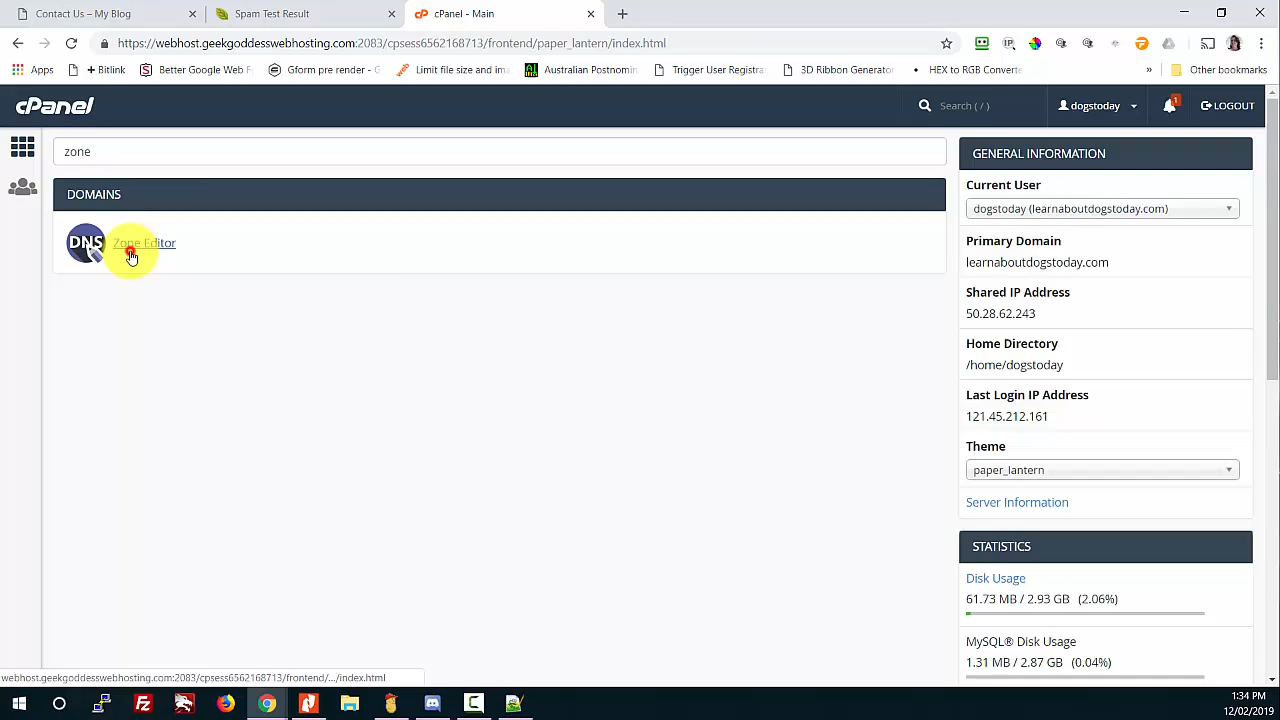 Contact Us – My Blog
Spam Test Result
cPanel - Main
https://webhost.geekgoddesswebhosting.com:2083/cpsess6562168713/frontend/paper_lantern/index.html
Apps
+ Bitlink
Better Google Web F
Gform pre render - G
Limit file size and ima
Australian Postnomin
Trigger User Registra
3D Ribbon Generator
HEX to RGB Converte
»
Other bookmarks
cPanel
Search ( / )
dogstoday
1
LOGOUT
zone
DOMAINS
DNS
Zone Editor
GENERAL INFORMATION
Current User
dogstoday (learnaboutdogstoday.com)
Primary Domain
learnaboutdogstoday.com
Shared IP Address
50.28.62.243
Home Directory
/home/dogstoday
Last Login IP Address
121.45.212.161
Theme
paper_lantern
Server Information
STATISTICS
Disk Usage
61.73 MB / 2.93 GB (2.06%)
MySQL® Disk Usage
1.31 MB / 2.87 GB (0.04%)
webhost.geekgoddesswebhosting.com:2083/cpsess6562168713/frontend/.../index.html
1:34 PM
12/02/2019